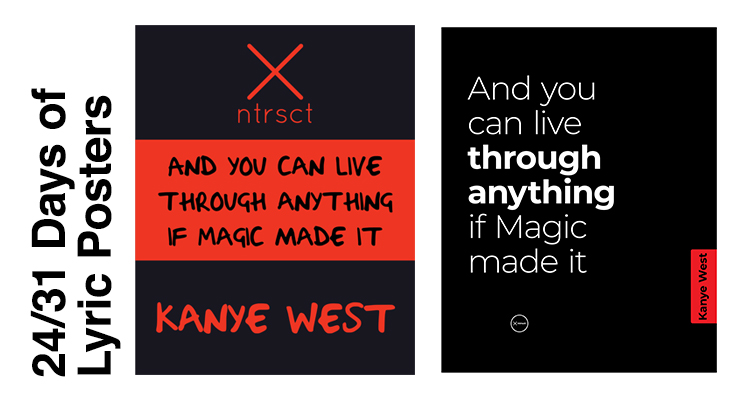 24/31 Days of
Lyric Posters
ntrsct
AND YOU CAN LIVE
THROUGH ANYTHING
IF MAGIC MADE IT
KANYE WEST
And you
can live
through
anything
if Magic
made it
Kanye West